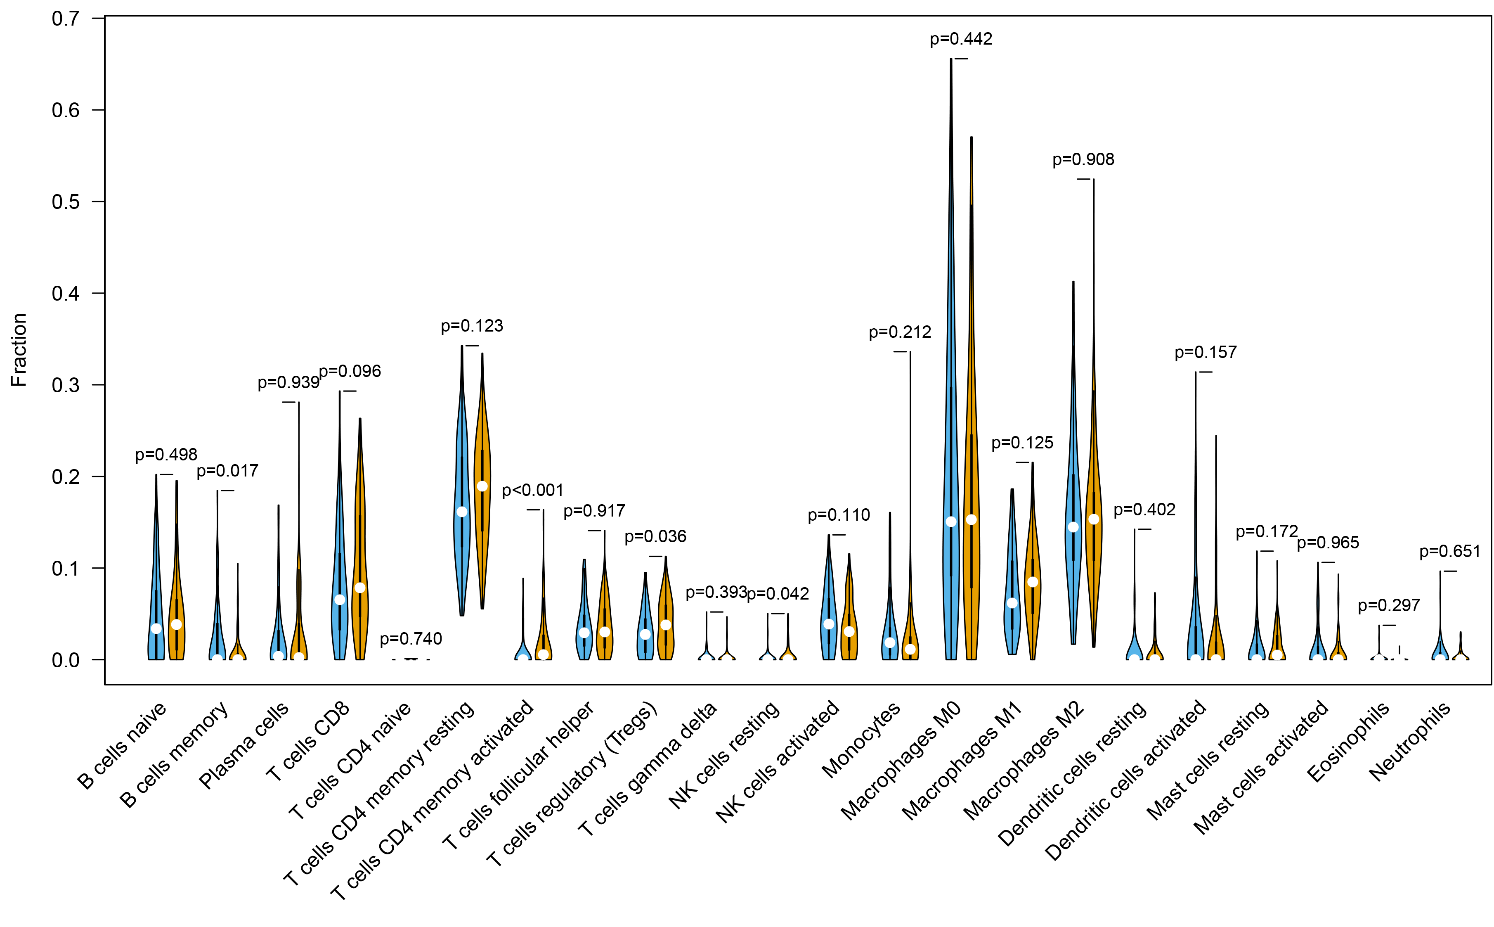 0.7
0.6
0.5
0.4
0.3
0.2
0.1
0.0
Fraction
p=0.498
p=0.017
p=0.939
p=0.096
p=0.740
p=0.123
p<0.001
p=0.917
p=0.036
p=0.393
p=0.042
p=0.110
p=0.212
p=0.442
p=0.125
p=0.908
p=0.402
p=0.157
p=0.172
p=0.965
p=0.297
p=0.651
B cells naive
B cells memory
Plasma cells
T cells CD8
T cells CD4 naive
T cells CD4 memory resting
T cells CD4 memory activated
T cells follicular helper
T cells regulatory (Tregs)
T cells gamma delta
NK cells resting
NK cells activated
Monocytes
Macrophages M0
Macrophages M1
Macrophages M2
Dendritic cells resting
Dendritic cells activated
Mast cells resting
Mast cells activated
Eosinophils
Neutrophils